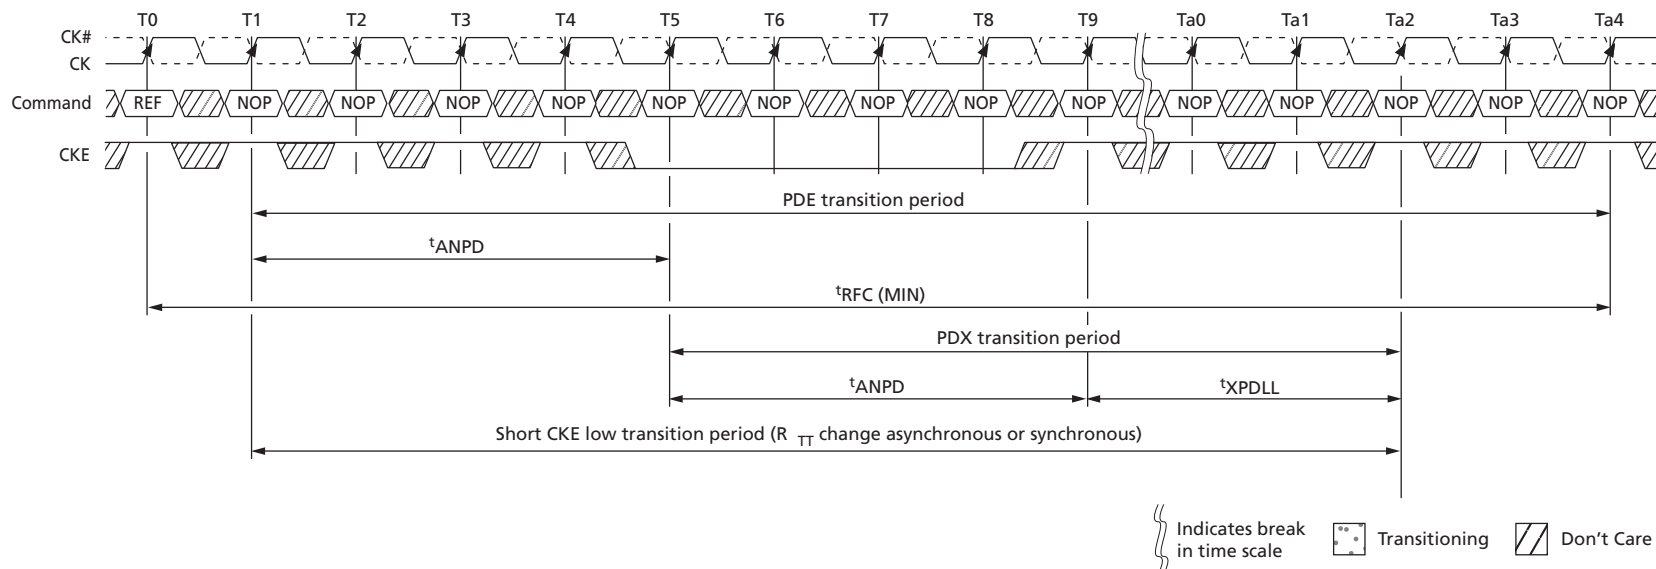 T0 T1 T2 T3 T4 T5 T6 T7 T8 T9 Ta0 Ta1 Ta2 Ta3 Ta4
CK#
CK
Command REF NOP NOP NOP NOP NOP NOP NOP NOP NOP NOP NOP NOP NOP NOP
CKE
PDE transition period
tANPD
tRFC (MIN)
PDX transition period
tANPD tXPDLL
Short CKE low transition period (R TT change asynchronous or synchronous)
Indicates break
in time scale
Transitioning
Don't Care